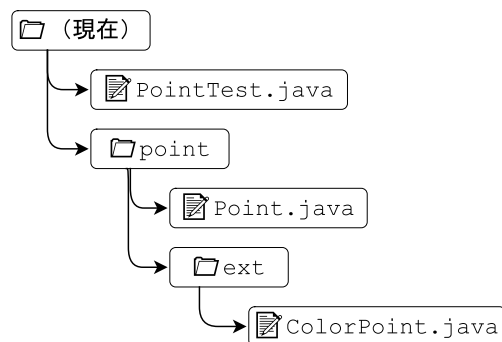 （現在）
PointTest.java
point
Point.java
ext
ColorPoint.java